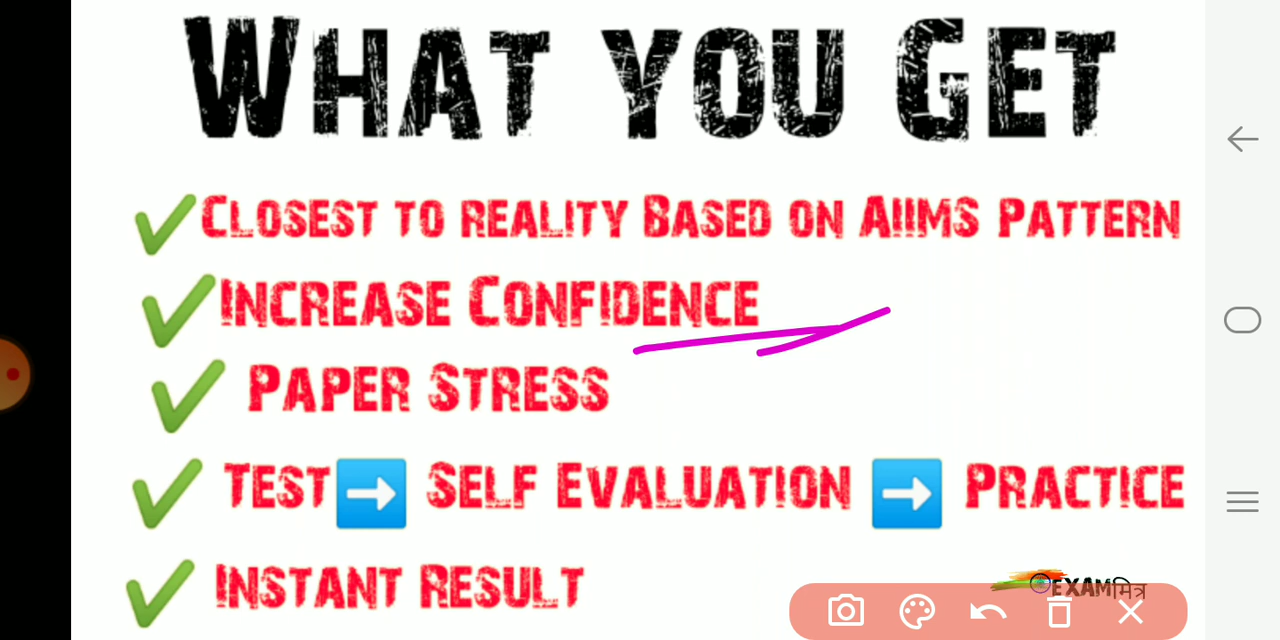 WHAT YOU GET
✔CLOSEST TO REALITY BASED ON AIIMS PATTERN
✔INCREASE CONFIDENCE
✔ PAPER STRESS
✔ TEST➡ SELF EVALUATION ➡ PRACTICE
✔ INSTANT RESULT
EXAMमित्र